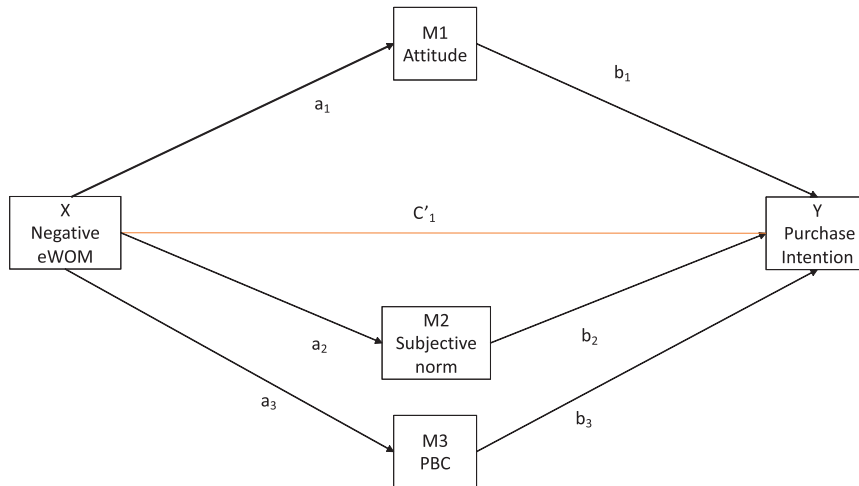 M1
Attitude
b₁
a₁
X
Negative
eWOM
C’₁
Y
Purchase
Intention
M2
Subjective
norm
a₂
b₂
a₃
b₃
M3
PBC